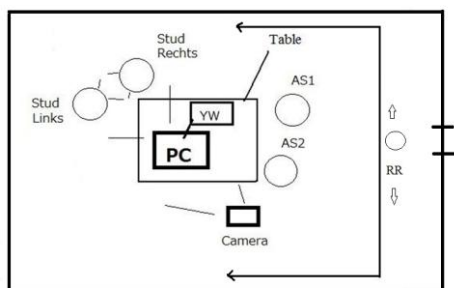 Stud
Rechts
Table
Stud
Links
YW
AS1
PC
AS2
RR
Camera